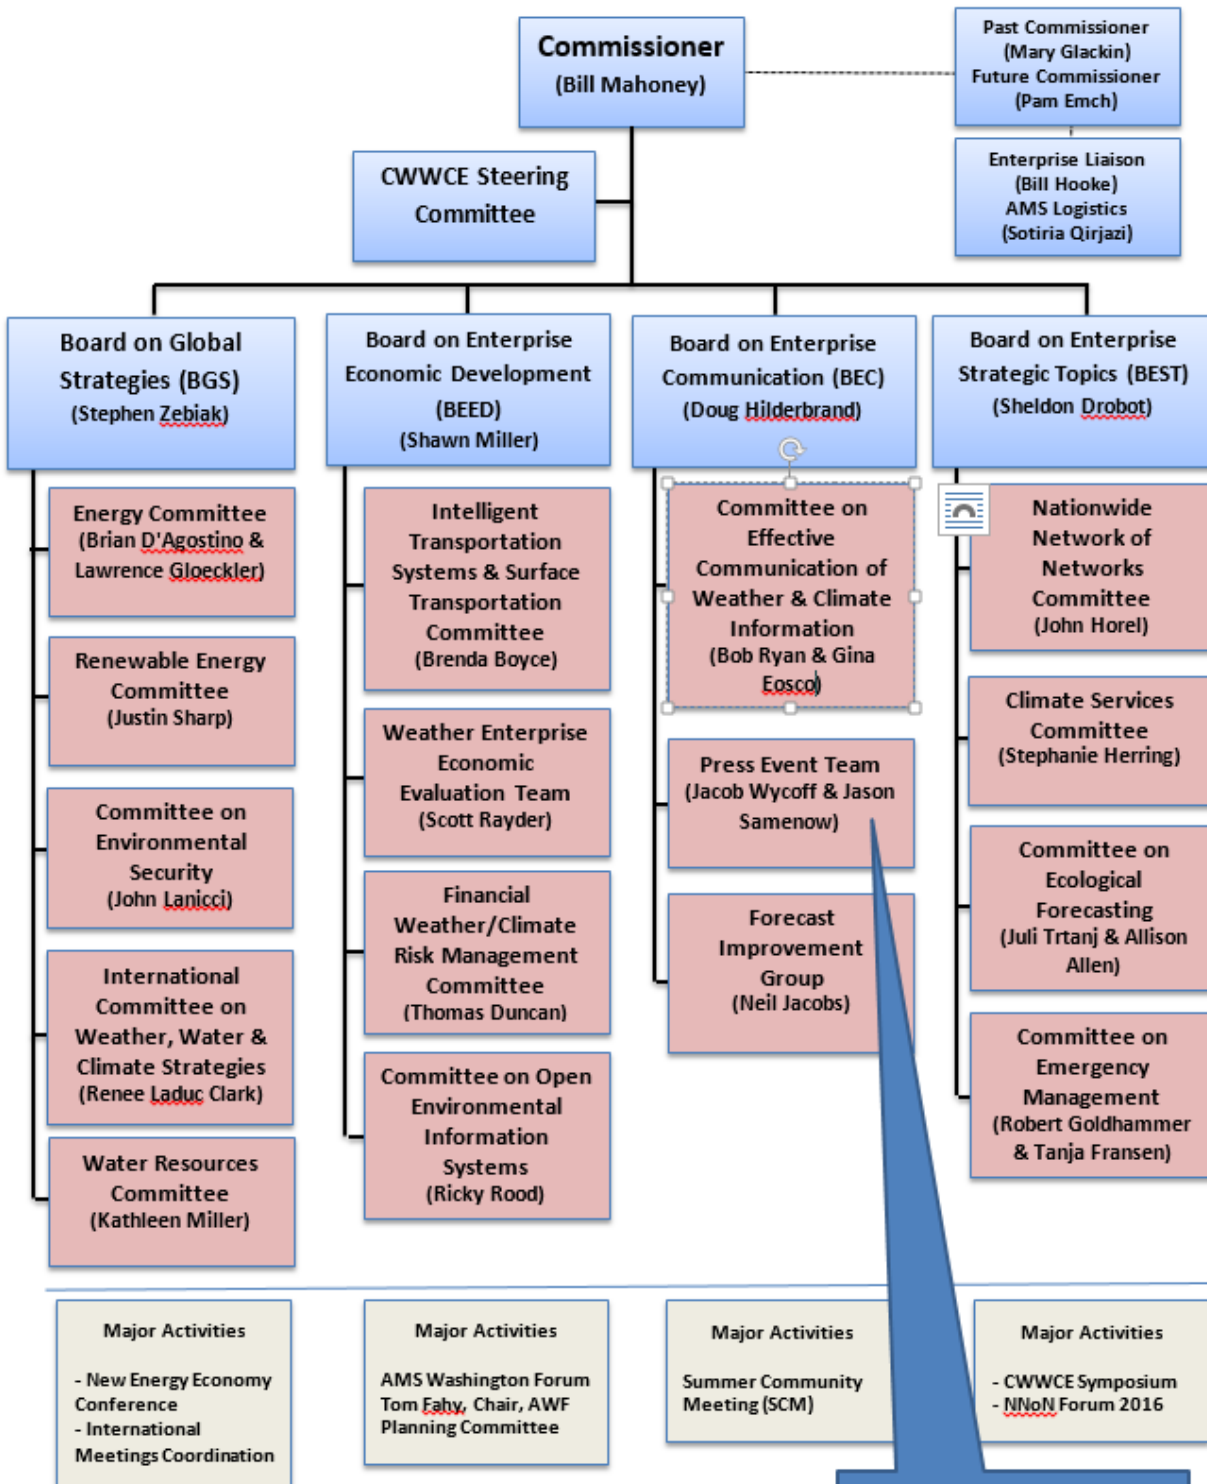 Commissioner
(Bill Mahoney)
Past Commissioner
(Mary Glackin)
Future Commissioner
(Pam Emch)
Enterprise Liaison
(Bill Hooke)
AMS Logistics
(Sotiria Qirjazi)
CWWCE Steering
Committee
Board on Global
Strategies (BGS)
(Stephen Zebiak)
Energy Committee
(Brian D'Agostino &
Lawrence Gloeckler)
Renewable Energy
Committee
(Justin Sharp)
Committee on
Environmental
Security
(John Lanicci)
International
Committee on
Weather, Water &
Climate Strategies
(Renee Laduc Clark)
Water Resources
Committee
(Kathleen Miller)
Board on Enterprise
Economic Development
(BEED)
(Shawn Miller)
Intelligent
Transportation
Systems & Surface
Transportation
Committee
(Brenda Boyce)
Weather Enterprise
Economic
Evaluation Team
(Scott Rayder)
Financial
Weather/Climate
Risk Management
Committee
(Thomas Duncan)
Committee on Open
Environmental
Information
Systems
(Ricky Rood)
Board on Enterprise
Communication (BEC)
(Doug Hilderbrand)
Committee on
Effective
Communication of
Weather & Climate
Information
(Bob Ryan & Gina
Eosco)
Press Event Team
(Jacob Wycoff & Jason
Samenow)
Forecast
Improvement
Group
(Neil Jacobs)
Board on Enterprise
Strategic Topics (BEST)
(Sheldon Drobot)
Nationwide
Network of
Networks
Committee
(John Horel)
Climate Services
Committee
(Stephanie Herring)
Committee on
Ecological
Forecasting
(Juli Trtanj & Allison
Allen)
Committee on
Emergency
Management
(Robert Goldhammer
& Tanja Fransen)
Major Activities
- New Energy Economy
Conference
- International
Meetings Coordination
Major Activities
AMS Washington Forum
Tom Fahy, Chair, AWF
Planning Committee
Major Activities
Summer Community
Meeting (SCM)
Major Activities
- CWWCE Symposium
- NNoN Forum 2016